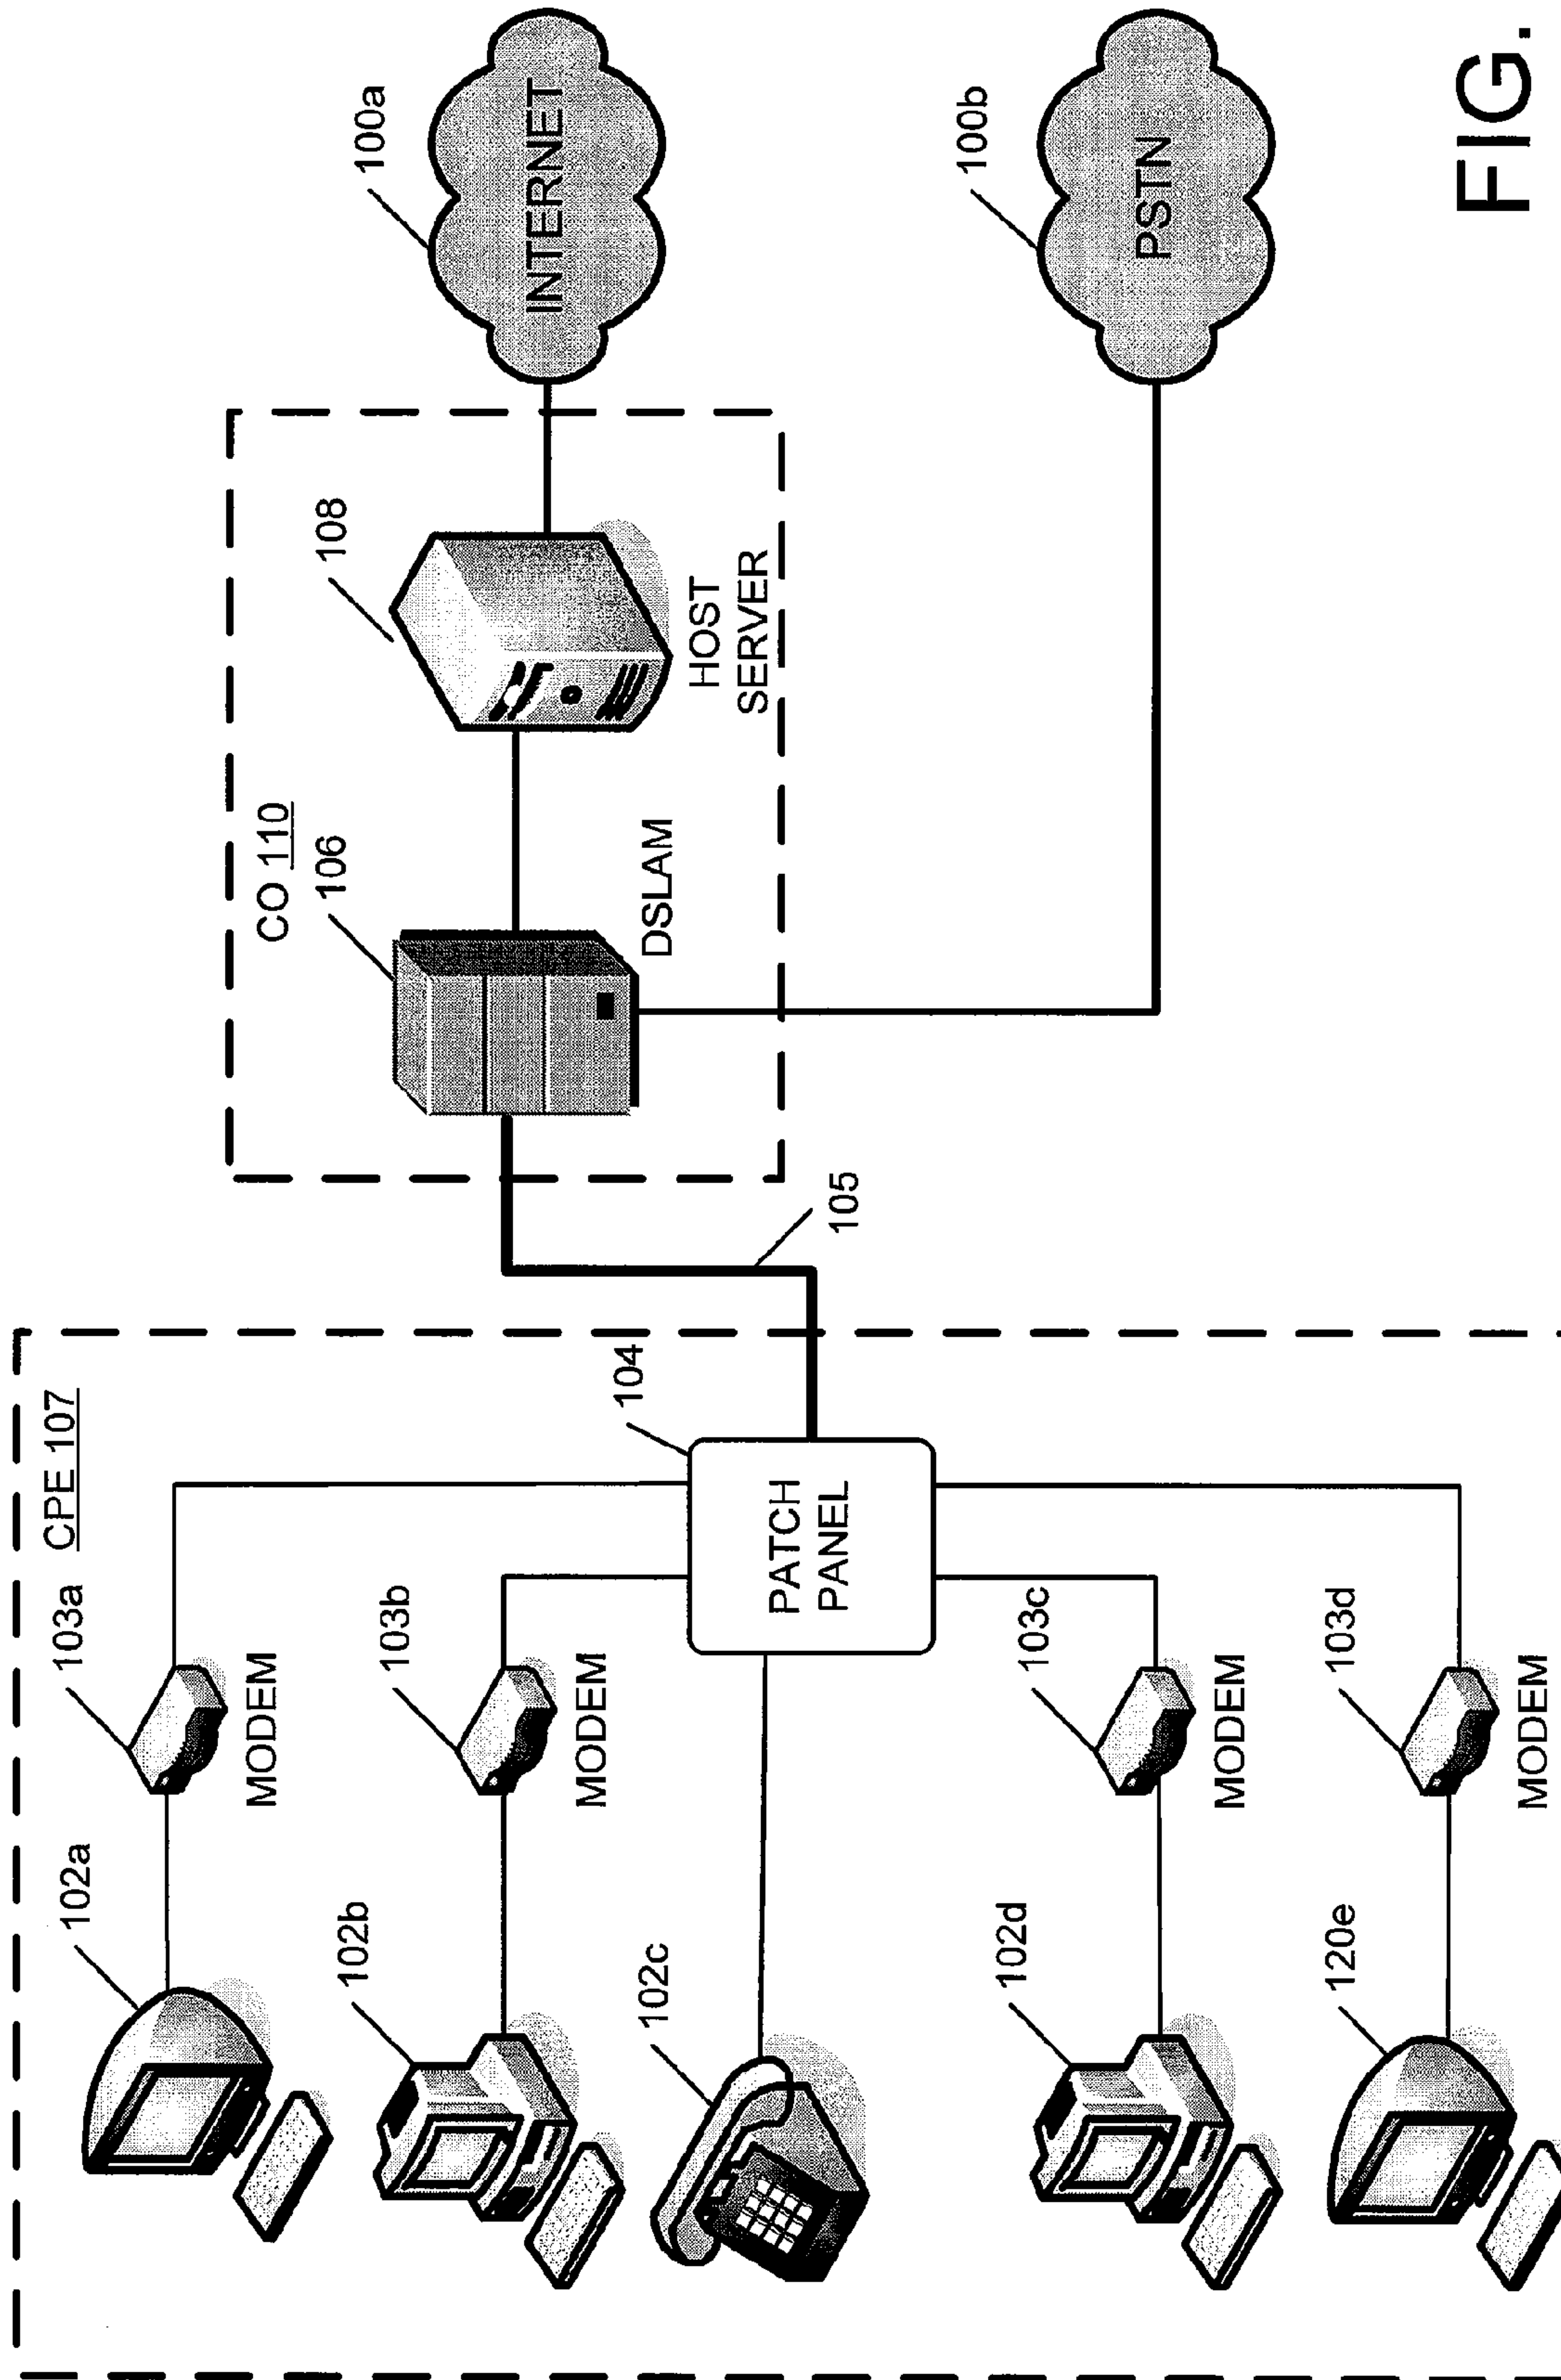 CPE 107
102a
103a
MODEM
102b
103b
MODEM
102c
104
PATCH
PANEL
102d
103c
MODEM
120e
103d
MODEM
105
CO 110
106
DSLAM
108
HOST
SERVER
100a
INTERNET
100b
PSTN
FIG.